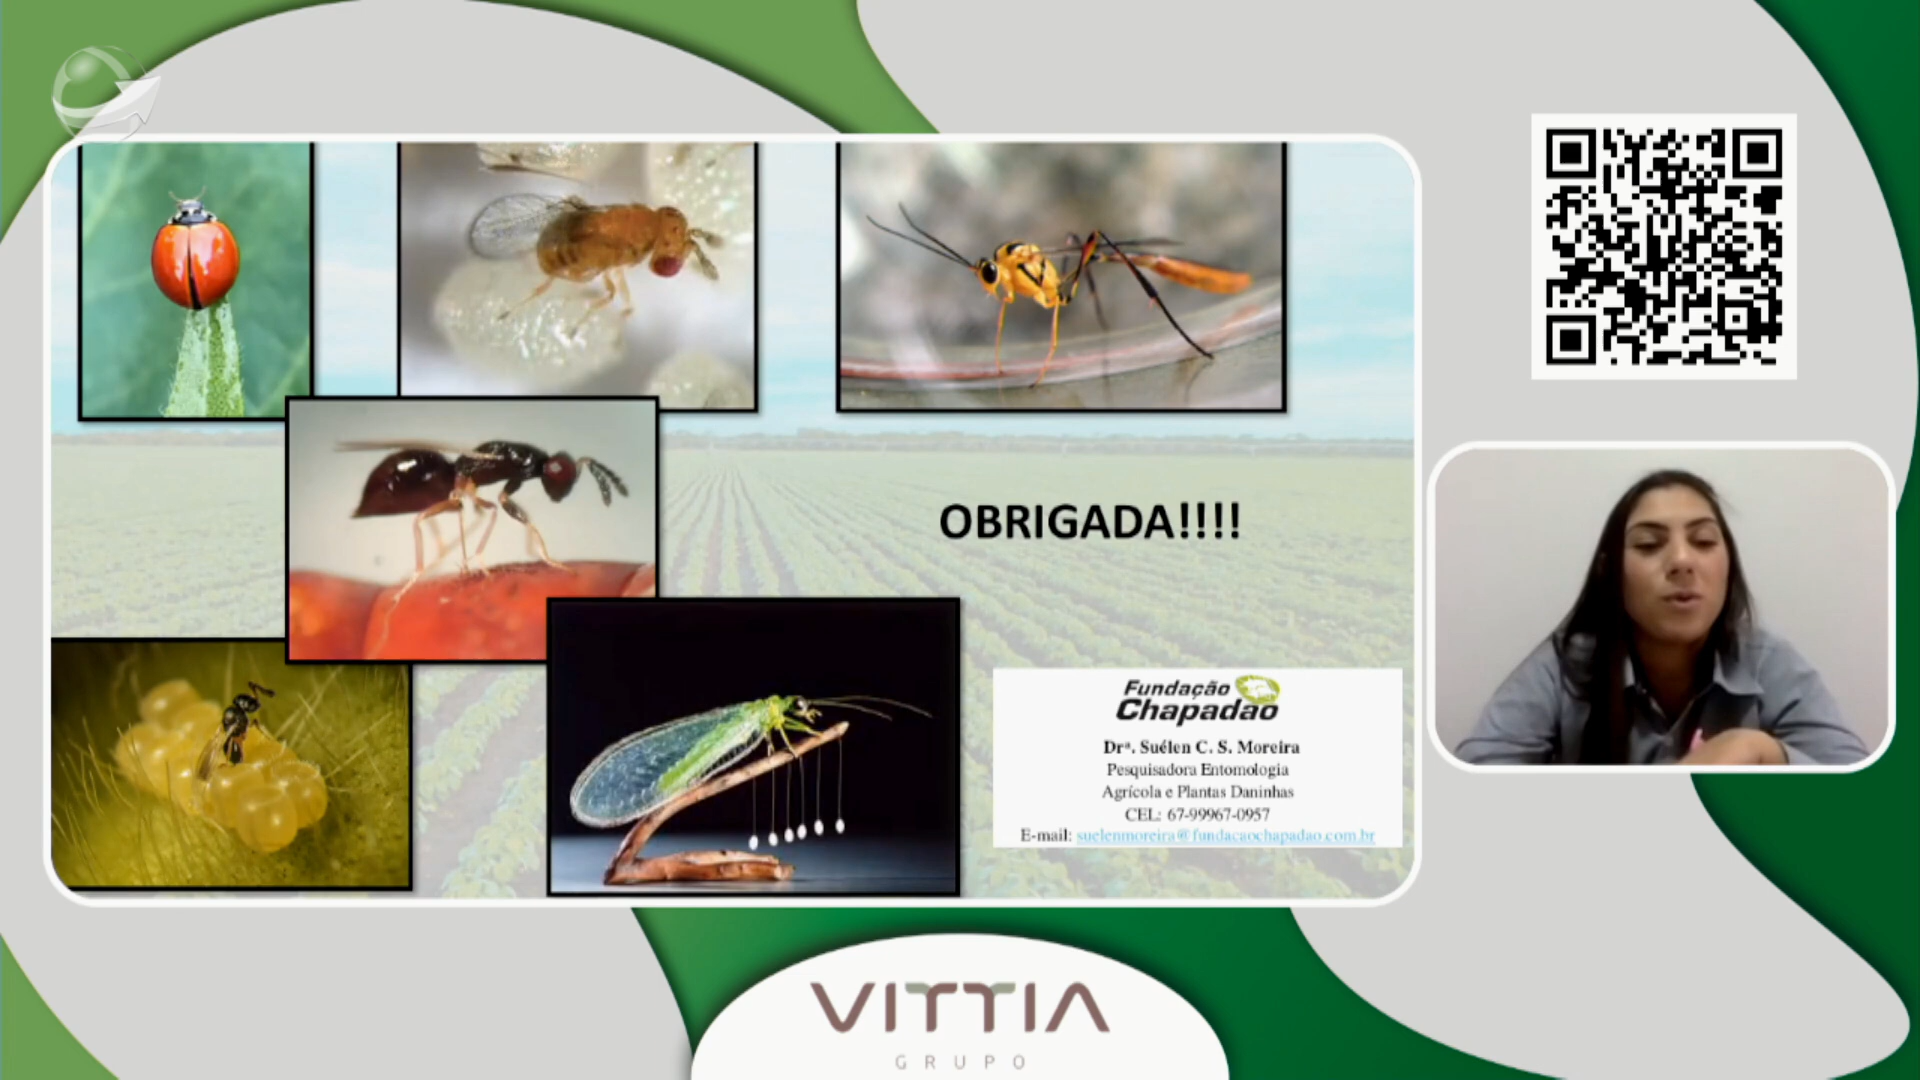 OBRIGADA!!!!
Fundação
Chapadão
Drª. Suélen C. S. Moreira
Pesquisadora Entomologia
Agrícola e Plantas Daninhas
CEL: 67-99967-0957
E-mail: suelenmoreira@fundacaochapadao.com.br
VITTIA
GRUPO